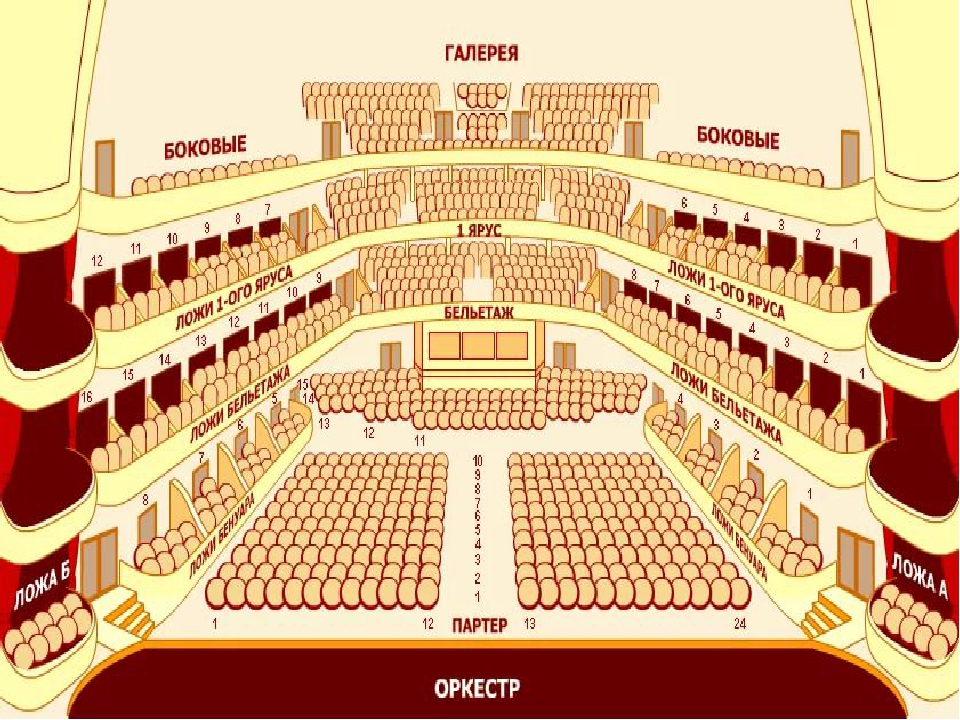 ГАЛЕРЕЯ
БОКОВЫЕ
БОКОВЫЕ
12 11 10 9 8 7
6 5 4 3 2 1
1 ЯРУС
ЛОЖИ 1-ОГО ЯРУСА
ЛОЖИ 1-ОГО ЯРУСА
16 15 14 13 12 11 10 9
8 7 6 5 4 3 2 1
БЕЛЬЕТАЖ
ЛОЖИ БЕЛЬЕТАЖА
ЛОЖИ БЕЛЬЕТАЖА
8 7 6 5
4 3 2 1
15
14
13
12
11
10
9
8
7
6
5
4
3
2
1
ЛОЖИ БЕНУАРА
ЛОЖИ БЕНУАРА
ЛОЖА Б
ЛОЖА А
1 12 ПАРТЕР 13 24
ОРКЕСТР